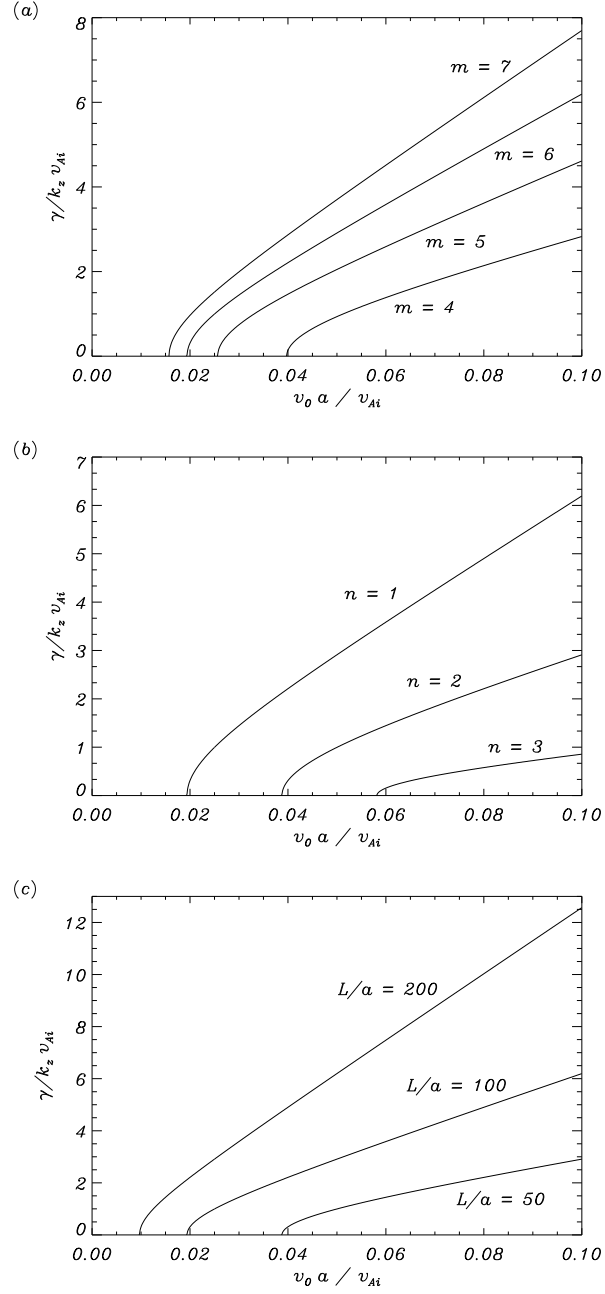 (a)
8
6
4
2
0
γ/k_z v_Ai
m = 7
m = 6
m = 5
m = 4
0.00 0.02 0.04 0.06 0.08 0.10
v_0 a / v_Ai
(b)
7
6
5
4
3
2
1
0
γ/k_z v_Ai
n = 1
n = 2
n = 3
0.00 0.02 0.04 0.06 0.08 0.10
v_0 a / v_Ai
(c)
12
10
8
6
4
2
0
γ/k_z v_Ai
L/a = 200
L/a = 100
L/a = 50
0.00 0.02 0.04 0.06 0.08 0.10
v_0 a / v_Ai